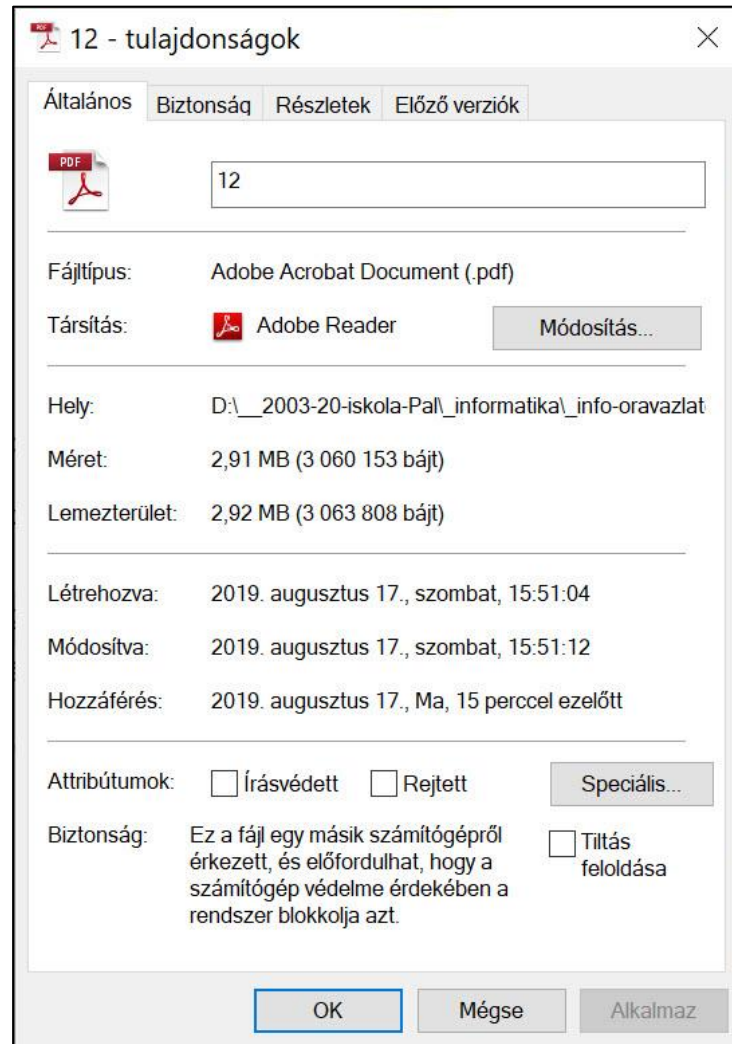 12 - tulajdonságok
Általános Biztonság Részletek Előző verziók
PDF
12
Fájltípus: Adobe Acrobat Document (.pdf)
Társítás: Adobe Reader Módosítás...
Hely: D:\__2003-20-iskola-Pal\_informatika\_info-oravazlat
Méret: 2,91 MB (3 060 153 bájt)
Lemezterület: 2,92 MB (3 063 808 bájt)
Létrehozva: 2019. augusztus 17., szombat, 15:51:04
Módosítva: 2019. augusztus 17., szombat, 15:51:12
Hozzáférés: 2019. augusztus 17., Ma, 15 perccel ezelőtt
Attribútumok: Írásvédett Rejtett Speciális...
Biztonság: Ez a fájl egy másik számítógépről
érkezett, és előfordulhat, hogy a
számítógép védelme érdekében a
rendszer blokkolja azt.
Tiltás
feloldása
OK Mégse Alkalmaz